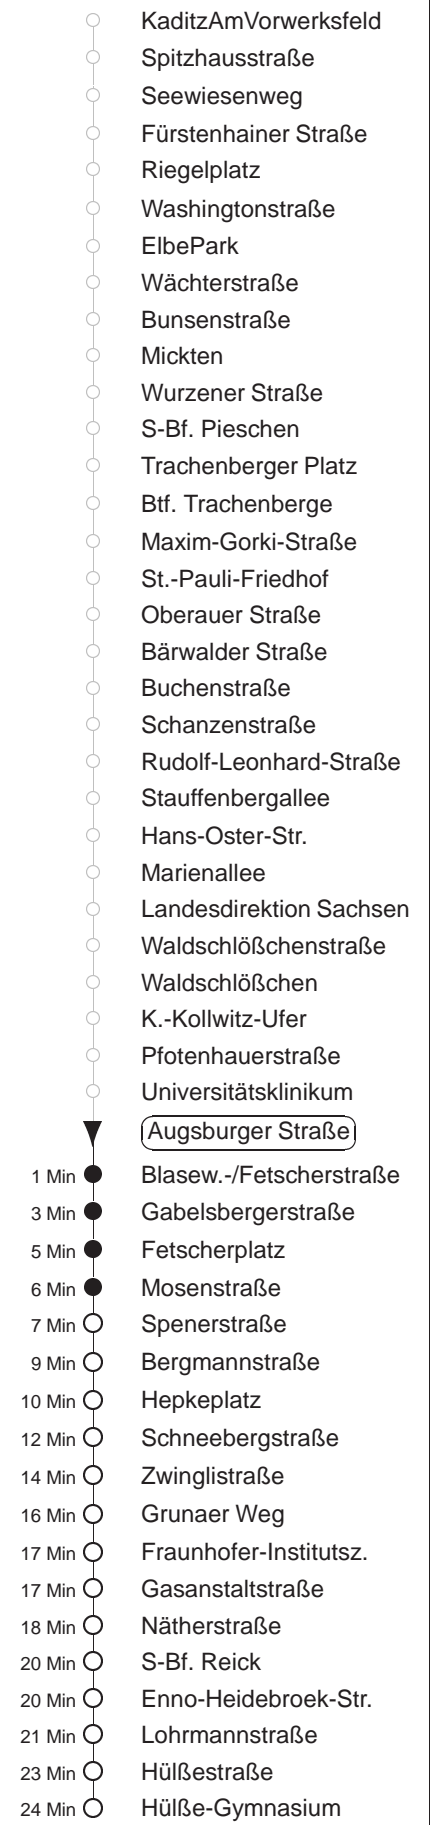 KaditzAmVorwerksfeld
Spitzhausstraße
Seewiesenweg
Fürstenhainer Straße
Riegelplatz
Washingtonstraße
ElbePark
Wächterstraße
Bunsenstraße
Mickten
Wurzener Straße
S-Bf. Pieschen
Trachenberger Platz
Btf. Trachenberge
Maxim-Gorki-Straße
St.-Pauli-Friedhof
Oberauer Straße
Bärwalder Straße
Buchenstraße
Schanzenstraße
Rudolf-Leonhard-Straße
Stauffenbergallee
Hans-Oster-Str.
Marienallee
Landesdirektion Sachsen
Waldschlößchenstraße
Waldschlößchen
K.-Kollwitz-Ufer
Pfotenhauerstraße
Universitätsklinikum
Augsburger Straße
1 Min Blasew.-/Fetscherstraße
3 Min Gabelsbergerstraße
5 Min Fetscherplatz
6 Min Mosenstraße
7 Min Spenerstraße
9 Min Bergmannstraße
10 Min Hepkeplatz
12 Min Schneebergstraße
14 Min Zwinglistraße
16 Min Grunaer Weg
17 Min Fraunhofer-Institutsz.
17 Min Gasanstaltstraße
18 Min Nätherstraße
20 Min S-Bf. Reick
20 Min Enno-Heidebroek-Str.
21 Min Lohrmannstraße
23 Min Hülßestraße
24 Min Hülße-Gymnasium